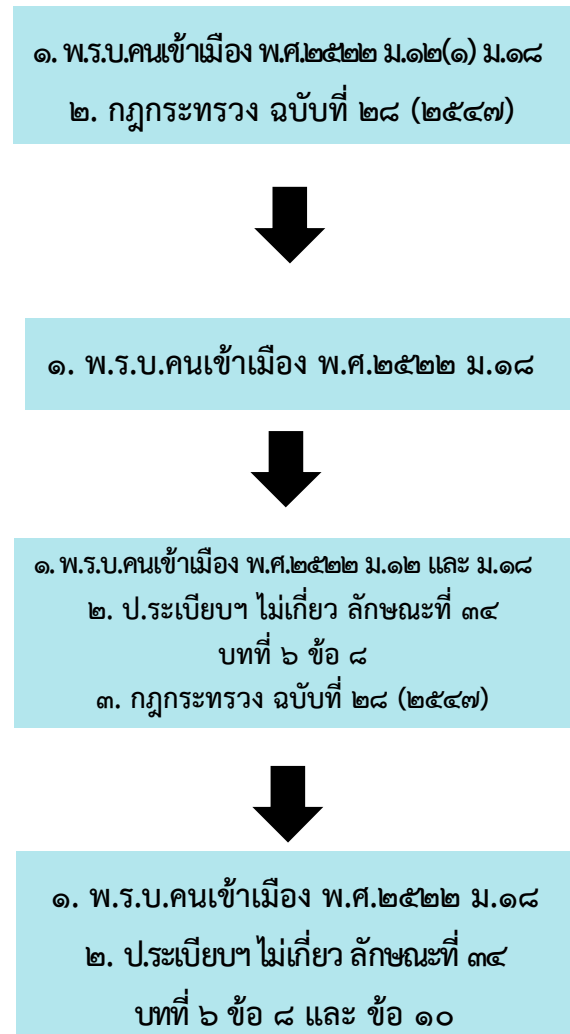 ๑. พ.ร.บ.คนเข้าเมือง พ.ศ.๒๕๒๒ ม.๑๒(๑) ม.๑๘
๒. กฎกระทรวง ฉบับที่ ๒๘ (๒๕๔๗)
๑. พ.ร.บ.คนเข้าเมือง พ.ศ.๒๕๒๒ ม.๑๘
๑. พ.ร.บ.คนเข้าเมือง พ.ศ.๒๕๒๒ ม.๑๒ และ ม.๑๘
๒. ป.ระเบียบฯ ไม่เกี่ยว ลักษณะที่ ๓๔
บทที่ ๖ ข้อ ๘
๓. กฎกระทรวง ฉบับที่ ๒๘ (๒๕๔๗)
๑. พ.ร.บ.คนเข้าเมือง พ.ศ.๒๕๒๒ ม.๑๘
๒. ป.ระเบียบฯ ไม่เกี่ยว ลักษณะที่ ๓๔
บทที่ ๖ ข้อ ๘ และ ข้อ ๑๐